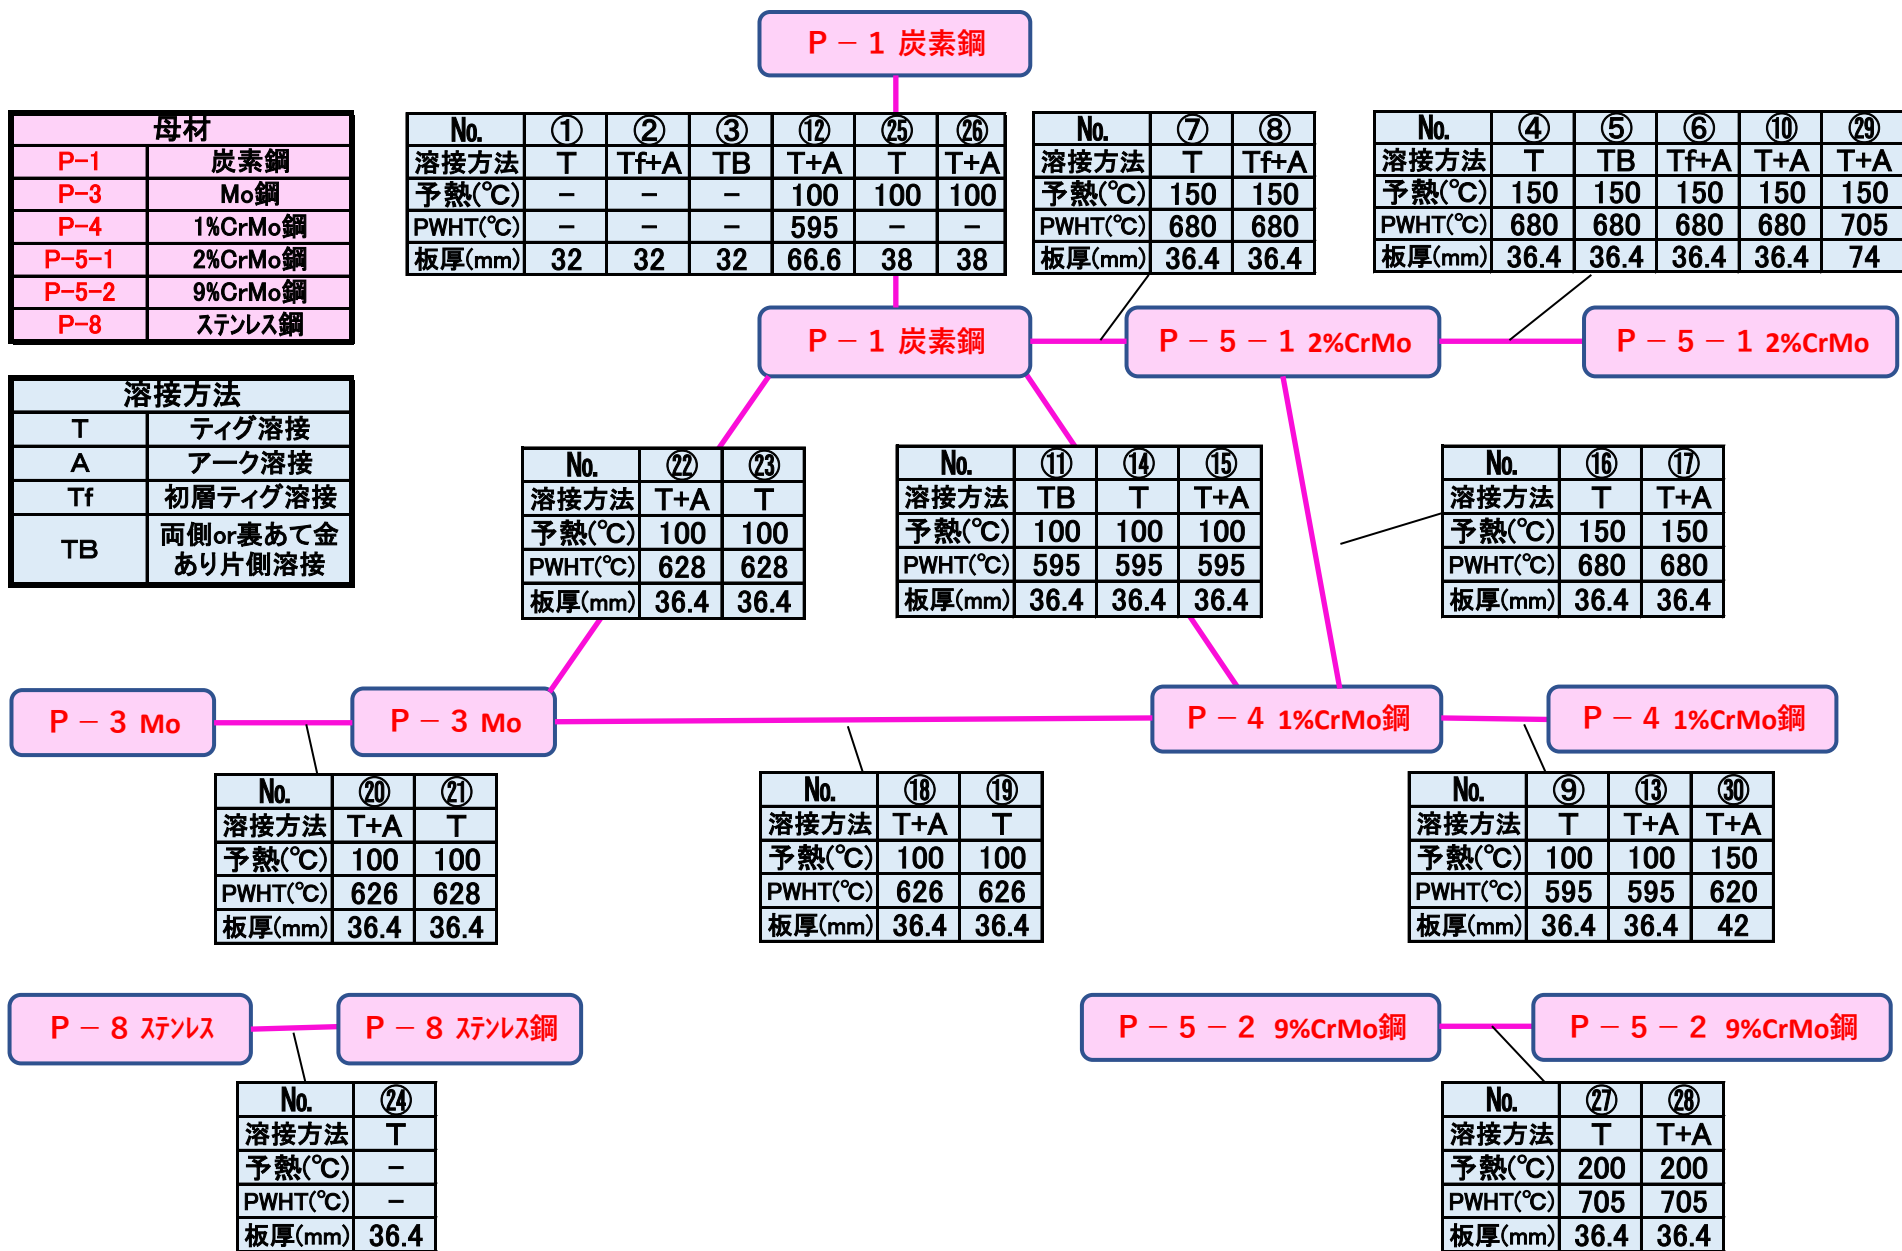 P − 1 炭素鋼
母材
P-1 炭素鋼
P-3 Mo鋼
P-4 1%CrMo鋼
P-5-1 2%CrMo鋼
P-5-2 9%CrMo鋼
P-8 ステンレス鋼
No. ① ② ③ ⑫ ㉕ ㉖
溶接方法 T Tf+A TB T+A T T+A
予熱(℃) − − − 100 100 100
PWHT(℃) − − − 595 − −
板厚(mm) 32 32 32 66.6 38 38
No. ⑦ ⑧
溶接方法 T Tf+A
予熱(℃) 150 150
PWHT(℃) 680 680
板厚(mm) 36.4 36.4
No. ④ ⑤ ⑥ ⑩ ㉙
溶接方法 T TB Tf+A T+A T+A
予熱(℃) 150 150 150 150 150
PWHT(℃) 680 680 680 680 705
板厚(mm) 36.4 36.4 36.4 36.4 74
P − 1 炭素鋼
P − 5 − 1 2%CrMo
P − 5 − 1 2%CrMo
溶接方法
T ティグ溶接
A アーク溶接
Tf 初層ティグ溶接
TB 両側or裏あて金
あり片側溶接
No. ㉒ ㉓
溶接方法 T+A T
予熱(℃) 100 100
PWHT(℃) 628 628
板厚(mm) 36.4 36.4
No. ⑪ ⑭ ⑮
溶接方法 TB T T+A
予熱(℃) 100 100 100
PWHT(℃) 595 595 595
板厚(mm) 36.4 36.4 36.4
No. ⑯ ⑰
溶接方法 T T+A
予熱(℃) 150 150
PWHT(℃) 680 680
板厚(mm) 36.4 36.4
P − 3 Mo
P − 3 Mo
P − 4 1%CrMo鋼
P − 4 1%CrMo鋼
No. ⑳ ㉑
溶接方法 T+A T
予熱(℃) 100 100
PWHT(℃) 626 628
板厚(mm) 36.4 36.4
No. ⑱ ⑲
溶接方法 T+A T
予熱(℃) 100 100
PWHT(℃) 626 626
板厚(mm) 36.4 36.4
No. ⑨ ⑬ ㉚
溶接方法 T T+A T+A
予熱(℃) 100 100 150
PWHT(℃) 595 595 620
板厚(mm) 36.4 36.4 42
P − 8 ステンレス
P − 8 ステンレス鋼
P − 5 − 2 9%CrMo鋼
P − 5 − 2 9%CrMo鋼
No. ㉔
溶接方法 T
予熱(℃) −
PWHT(℃) −
板厚(mm) 36.4
No. ㉗ ㉘
溶接方法 T T+A
予熱(℃) 200 200
PWHT(℃) 705 705
板厚(mm) 36.4 36.4